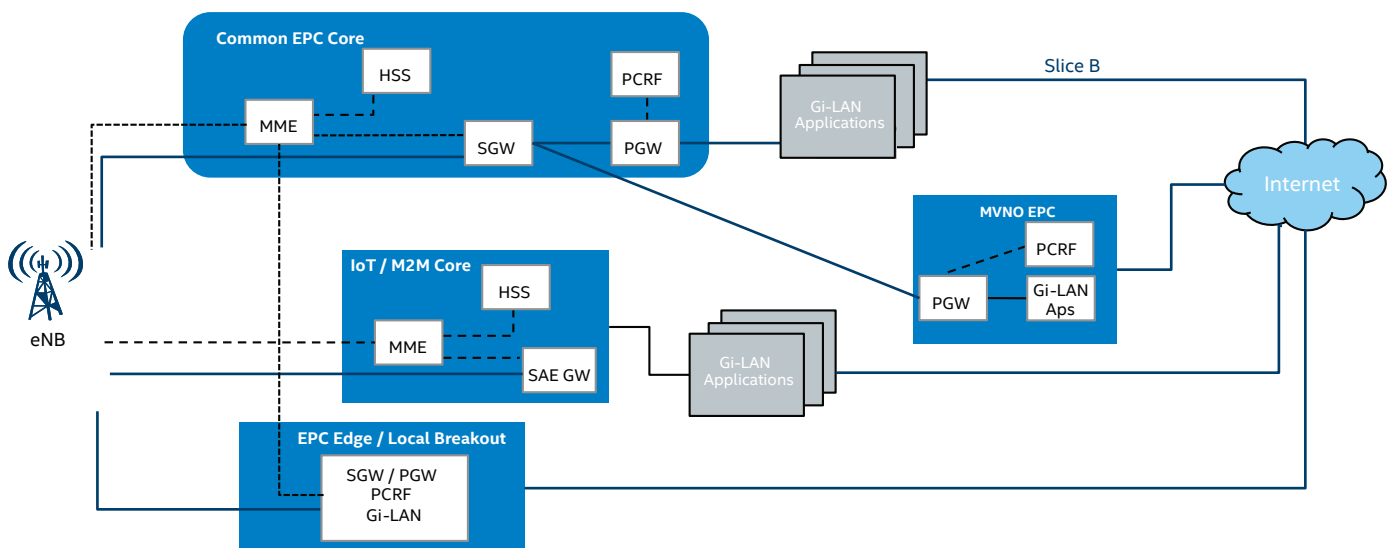 Common EPC Core
HSS
PCRF
MME
SGW
PGW
Gi-LAN
Applications
Slice B
Internet
MVNO EPC
PCRF
PGW
Gi-LAN
Aps
eNB
IoT / M2M Core
HSS
MME
SAE GW
Gi-LAN
Applications
EPC Edge / Local Breakout
SGW / PGW
PCRF
Gi-LAN